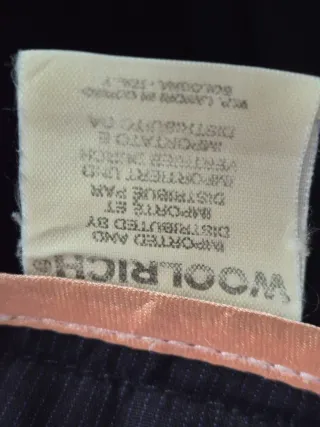 WOOLRICH®
IMPORTED AND
DISTRIBUTED BY
IMPORTÉ ET
DISTRIBUÉ PAR
IMPORTIERT UND
VERTRIEB DURCH
IMPORTATO E
DISTRIBUITO DA
W.P. LAVORI IN CORSO
BOLOGNA - ITALY